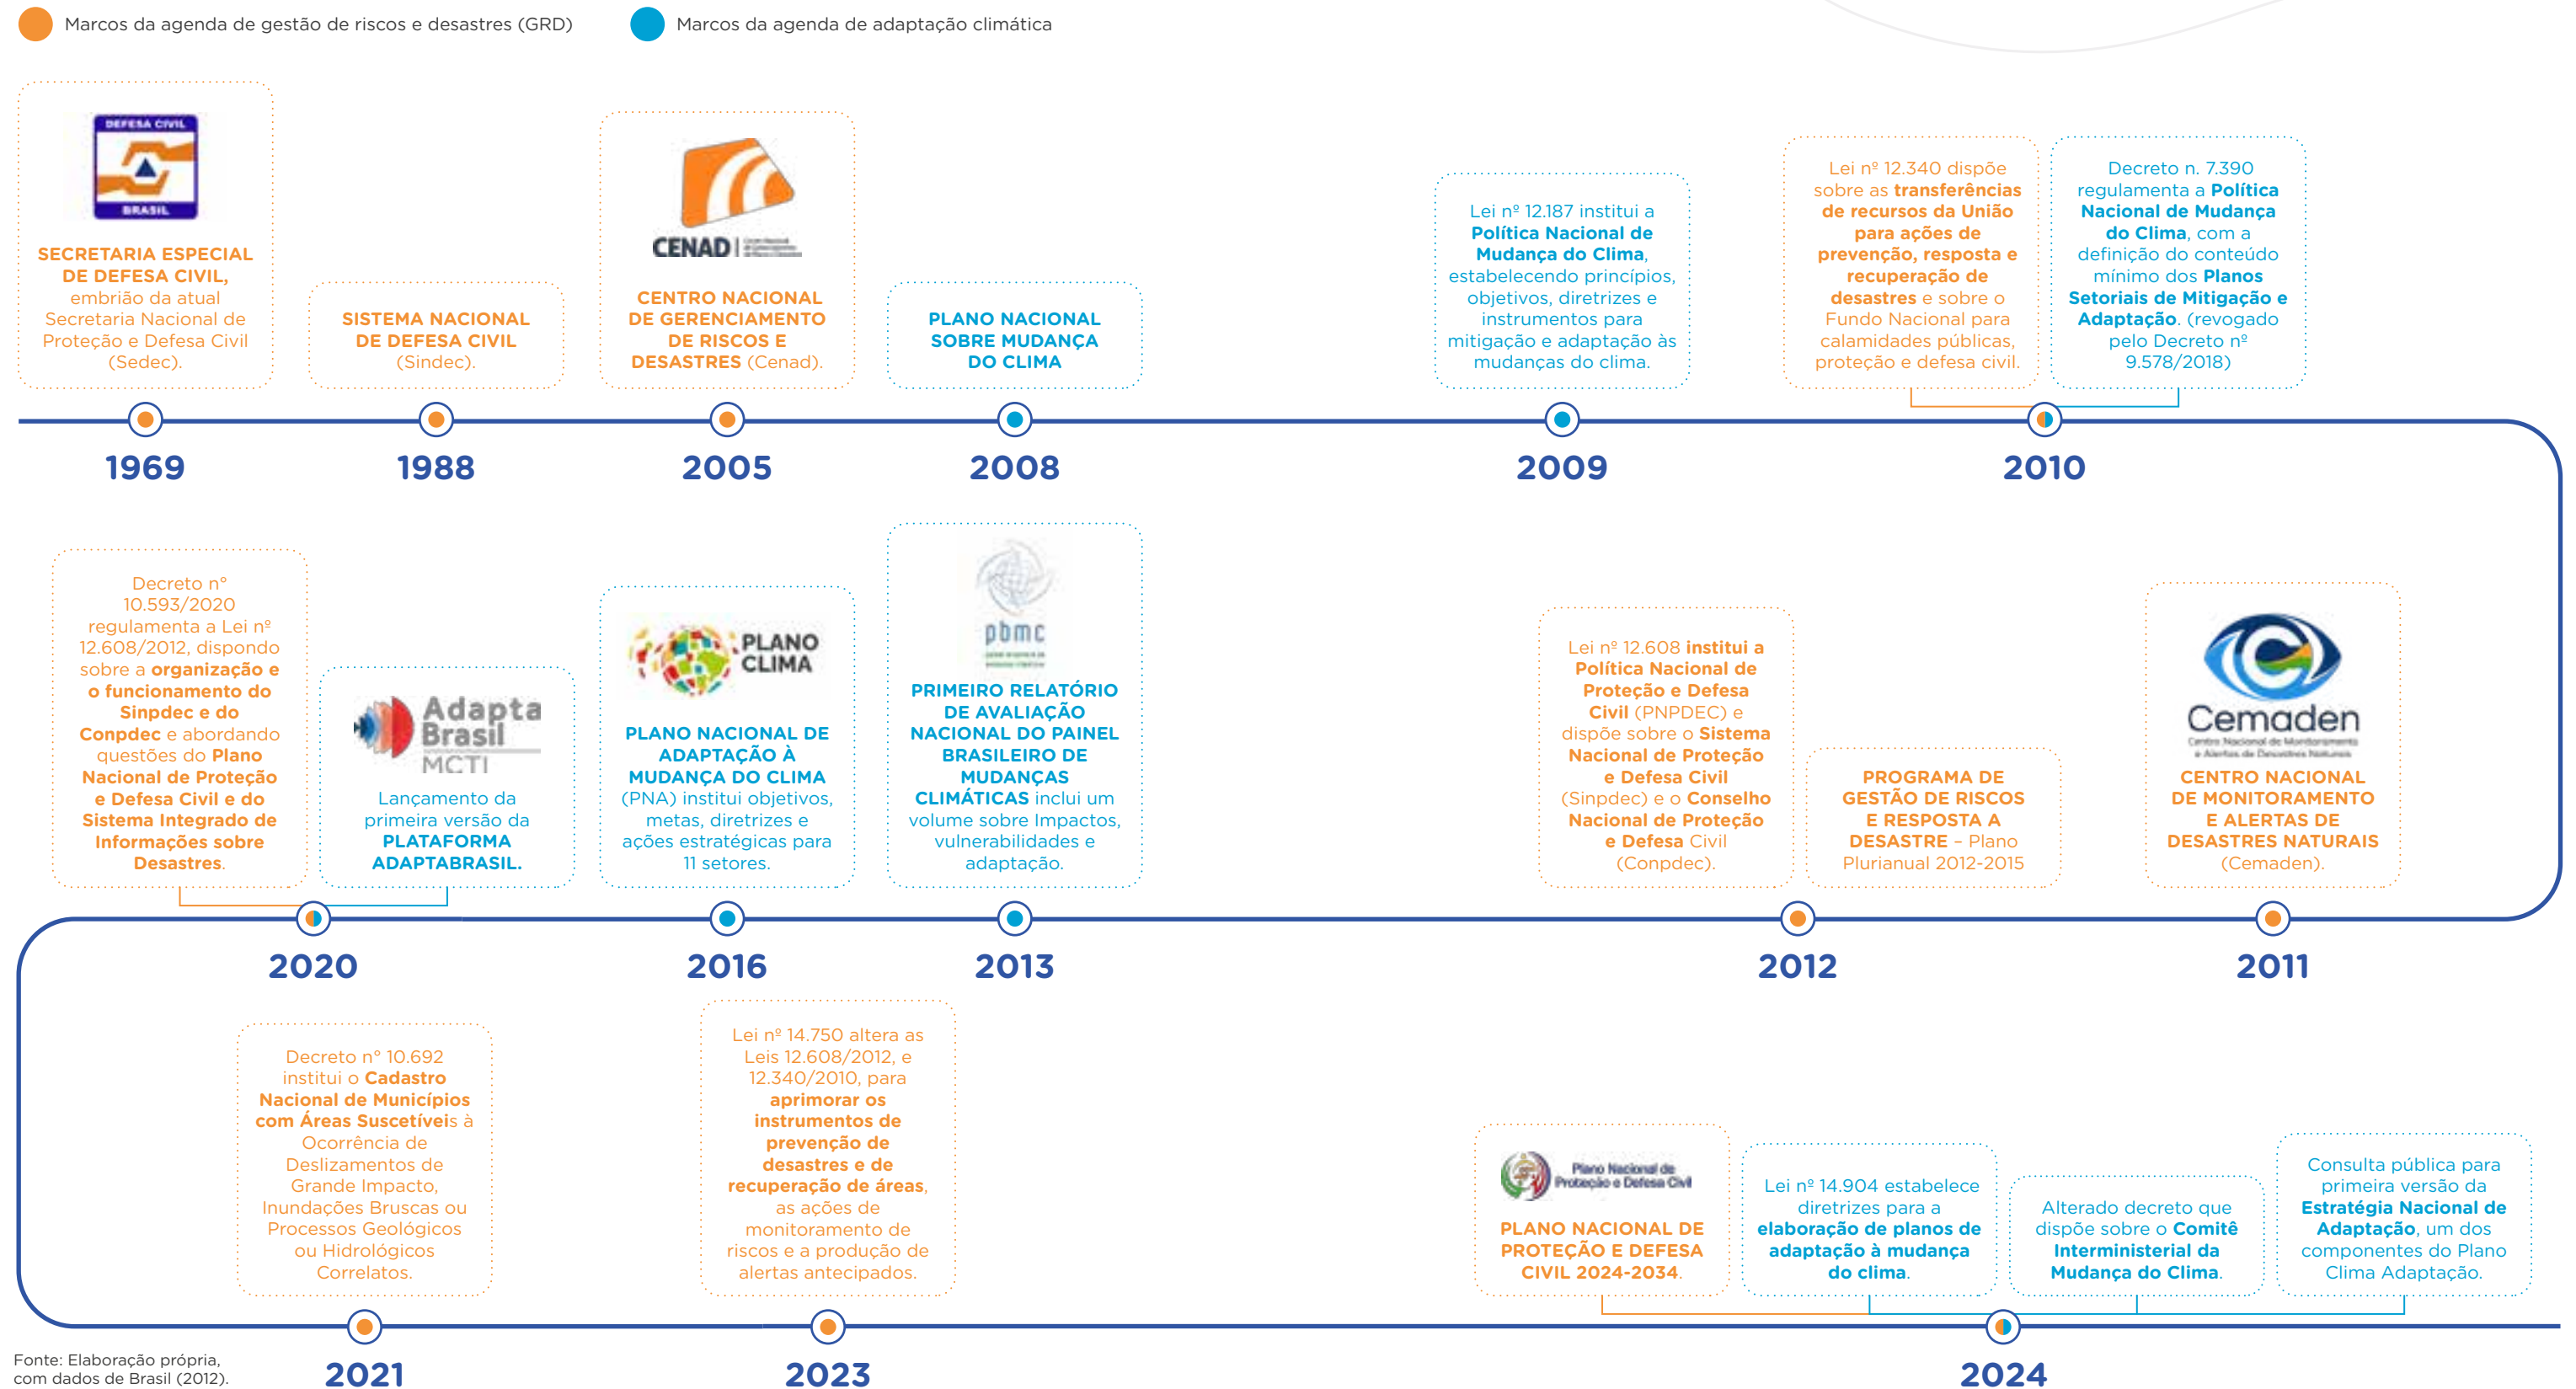 Marcos da agenda de gestão de riscos e desastres (GRD)
Marcos da agenda de adaptação climática
DEFESA CIVIL
BRASIL
SECRETARIA ESPECIAL
DE DEFESA CIVIL,
embrião da atual
Secretaria Nacional de
Proteção e Defesa Civil
(Sedec).
1969
SISTEMA NACIONAL
DE DEFESA CIVIL
(Sindec).
1988
CENAD
CENTRO NACIONAL
DE GERENCIAMENTO
DE RISCOS E
DESASTRES (Cenad).
2005
PLANO NACIONAL
SOBRE MUDANÇA
DO CLIMA
2008
Lei nº 12.187 institui a
Política Nacional de
Mudança do Clima,
estabelecendo princípios,
objetivos, diretrizes e
instrumentos para
mitigação e adaptação às
mudanças do clima.
2009
Lei nº 12.340 dispõe
sobre as transferências
de recursos da União
para ações de
prevenção, resposta e
recuperação de
desastres e sobre o
Fundo Nacional para
calamidades públicas,
proteção e defesa civil.
Decreto n. 7.390
regulamenta a Política
Nacional de Mudança
do Clima, com a
definição do conteúdo
mínimo dos Planos
Setoriais de Mitigação e
Adaptação. (revogado
pelo Decreto nº
9.578/2018)
2010
Cemaden
Centro Nacional de Monitoramento
e Alertas de Desastres Naturais
CENTRO NACIONAL
DE MONITORAMENTO
E ALERTAS DE
DESASTRES NATURAIS
(Cemaden).
2011
Lei nº 12.608 institui a
Política Nacional de
Proteção e Defesa
Civil (PNPDEC) e
dispõe sobre o Sistema
Nacional de Proteção
e Defesa Civil
(Sinpdec) e o Conselho
Nacional de Proteção
e Defesa Civil
(Conpdec).
PROGRAMA DE
GESTÃO DE RISCOS
E RESPOSTA A
DESASTRE – Plano
Plurianual 2012-2015
2012
pbmc
PRIMEIRO RELATÓRIO
DE AVALIAÇÃO
NACIONAL DO PAINEL
BRASILEIRO DE
MUDANÇAS
CLIMÁTICAS inclui um
volume sobre Impactos,
vulnerabilidades e
adaptação.
2013
PLANO
CLIMA
PLANO NACIONAL DE
ADAPTAÇÃO À
MUDANÇA DO CLIMA
(PNA) institui objetivos,
metas, diretrizes e
ações estratégicas para
11 setores.
2016
Decreto n°
10.593/2020
regulamenta a Lei nº
12.608/2012, dispondo
sobre a organização e
o funcionamento do
Sinpdec e do
Conpdec e abordando
questões do Plano
Nacional de Proteção
e Defesa Civil e do
Sistema Integrado de
Informações sobre
Desastres.
Adapta
Brasil
MCTI
Lançamento da
primeira versão da
PLATAFORMA
ADAPTABRASIL.
2020
Decreto n° 10.692
institui o Cadastro
Nacional de Municípios
com Áreas Suscetíveis à
Ocorrência de
Deslizamentos de
Grande Impacto,
Inundações Bruscas ou
Processos Geológicos
ou Hidrológicos
Correlatos.
2021
Lei nº 14.750 altera as
Leis 12.608/2012, e
12.340/2010, para
aprimorar os
instrumentos de
prevenção de
desastres e de
recuperação de áreas,
as ações de
monitoramento de
riscos e a produção de
alertas antecipados.
2023
Plano Nacional de
Proteção e Defesa Civil
PLANO NACIONAL DE
PROTEÇÃO E DEFESA
CIVIL 2024-2034.
Lei nº 14.904 estabelece
diretrizes para a
elaboração de planos de
adaptação à mudança
do clima.
Alterado decreto que
dispõe sobre o Comitê
Interministerial da
Mudança do Clima.
Consulta pública para
primeira versão da
Estratégia Nacional de
Adaptação, um dos
componentes do Plano
Clima Adaptação.
2024
Fonte: Elaboração própria,
com dados de Brasil (2012).